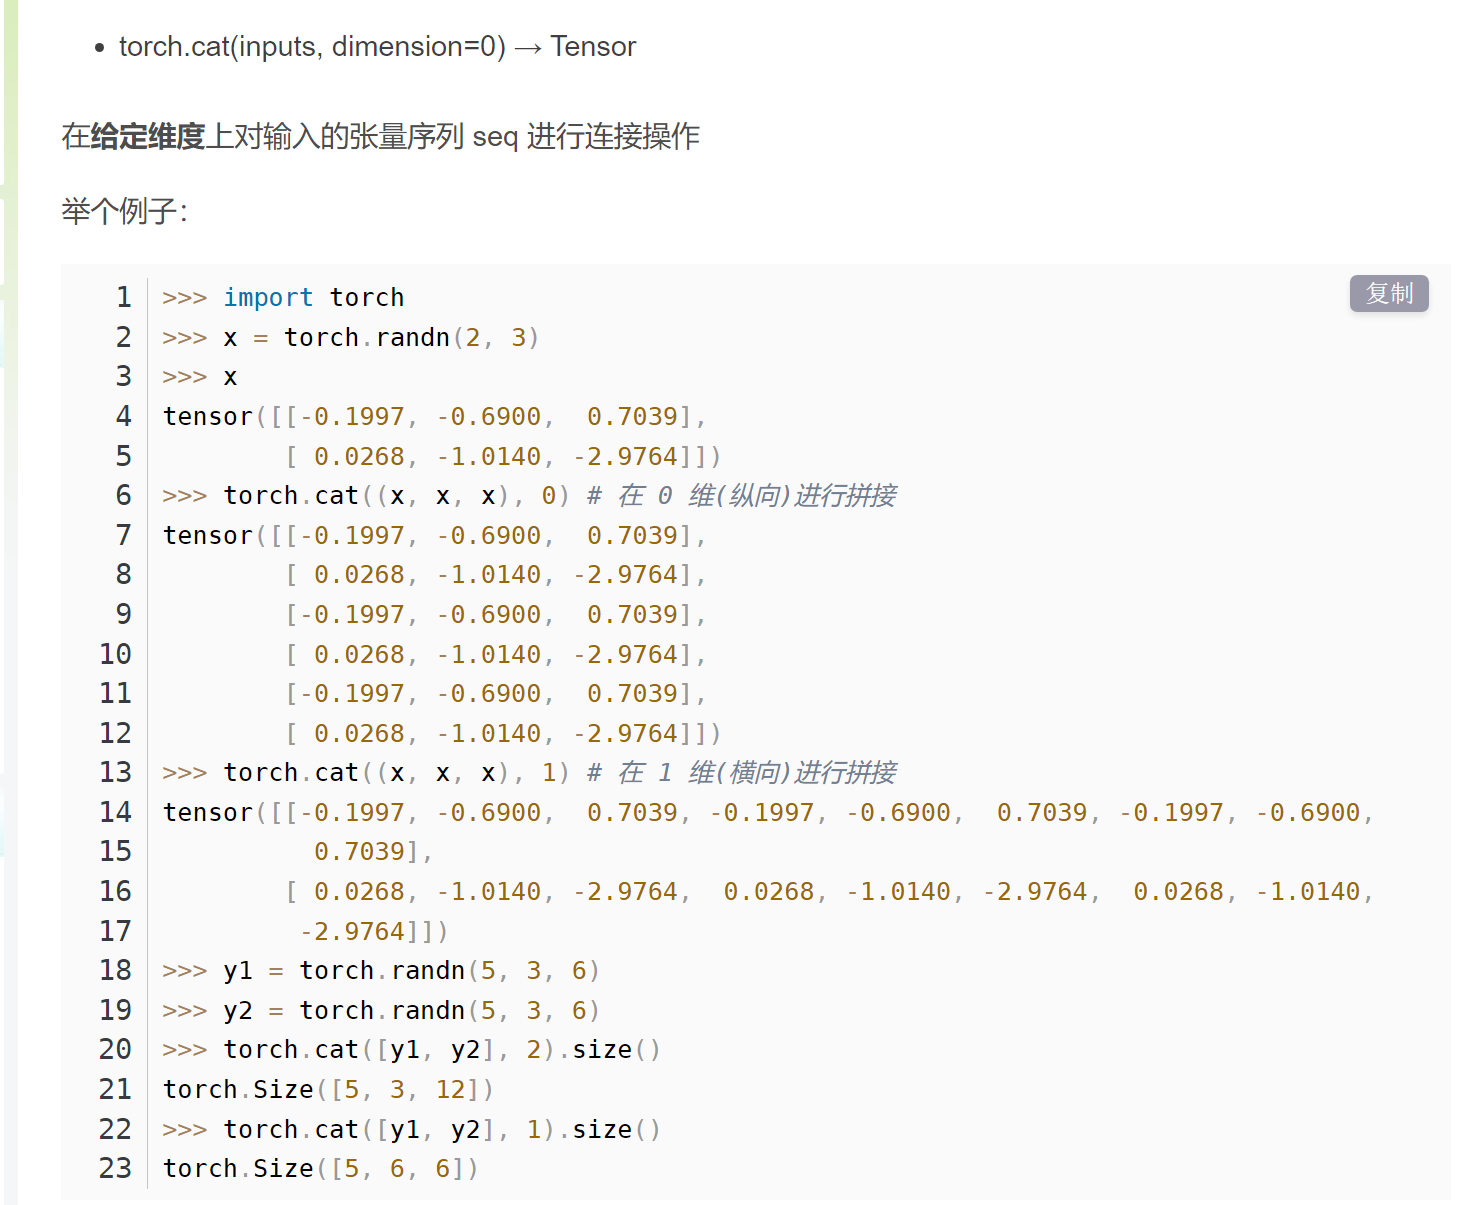 • torch.cat(inputs, dimension=0) → Tensor
在给定维度上对输入的张量序列 seq 进行连接操作
举个例子：
复制
1 >>> import torch
2 >>> x = torch.randn(2, 3)
3 >>> x
4 tensor([[-0.1997, -0.6900,  0.7039],
5         [ 0.0268, -1.0140, -2.9764]])
6 >>> torch.cat((x, x, x), 0) # 在 0 维(纵向)进行拼接
7 tensor([[-0.1997, -0.6900,  0.7039],
8         [ 0.0268, -1.0140, -2.9764],
9         [-0.1997, -0.6900,  0.7039],
10         [ 0.0268, -1.0140, -2.9764],
11         [-0.1997, -0.6900,  0.7039],
12         [ 0.0268, -1.0140, -2.9764]])
13 >>> torch.cat((x, x, x), 1) # 在 1 维(横向)进行拼接
14 tensor([[-0.1997, -0.6900,  0.7039, -0.1997, -0.6900,  0.7039, -0.1997, -0.6900,
15           0.7039],
16         [ 0.0268, -1.0140, -2.9764,  0.0268, -1.0140, -2.9764,  0.0268, -1.0140,
17          -2.9764]])
18 >>> y1 = torch.randn(5, 3, 6)
19 >>> y2 = torch.randn(5, 3, 6)
20 >>> torch.cat([y1, y2], 2).size()
21 torch.Size([5, 3, 12])
22 >>> torch.cat([y1, y2], 1).size()
23 torch.Size([5, 6, 6])